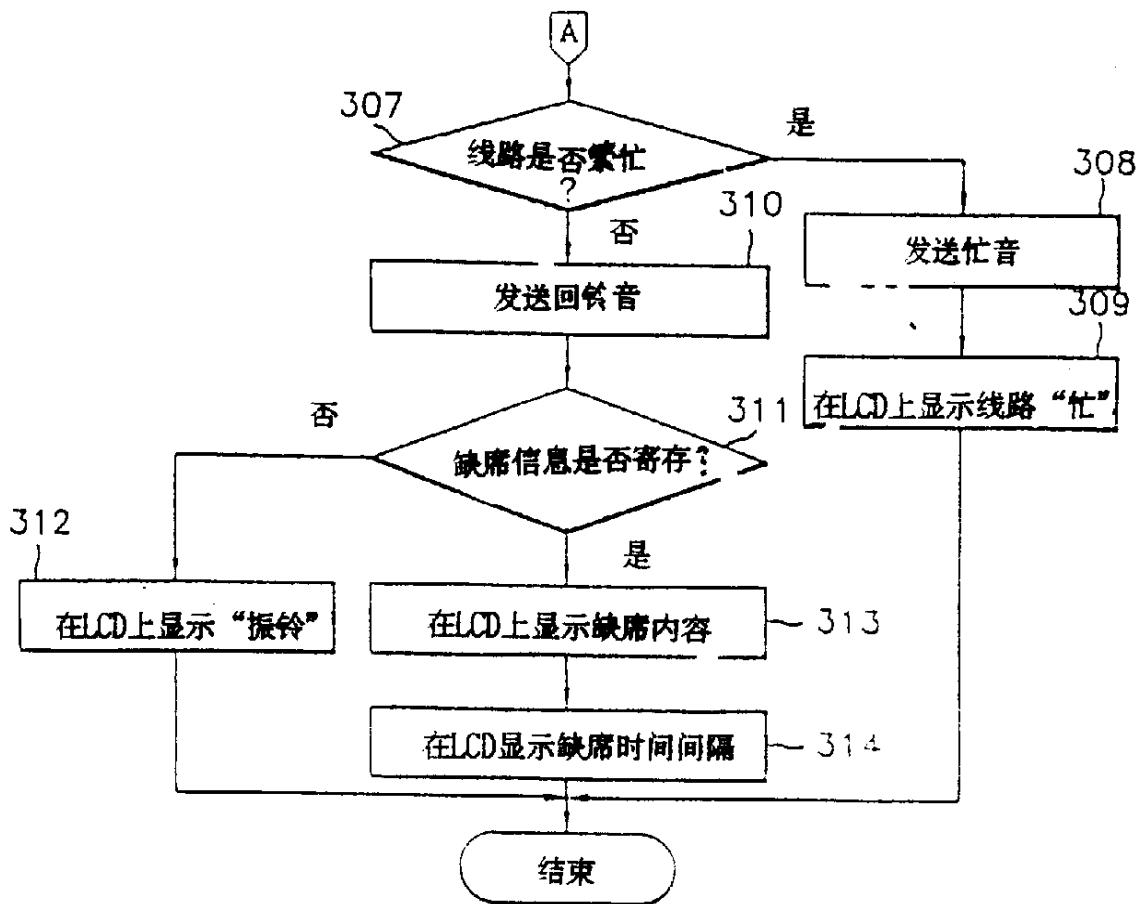 A
307
线路是否繁忙
?
是
308
发送忙音
否
310
发送回铃音
309
在LCD上显示线路“忙”
否
311
缺席信息是否寄存?
312
在LCD上显示“振铃”
是
在LCD上显示缺席内容
313
在LCD显示缺席时间间隔
314
结束